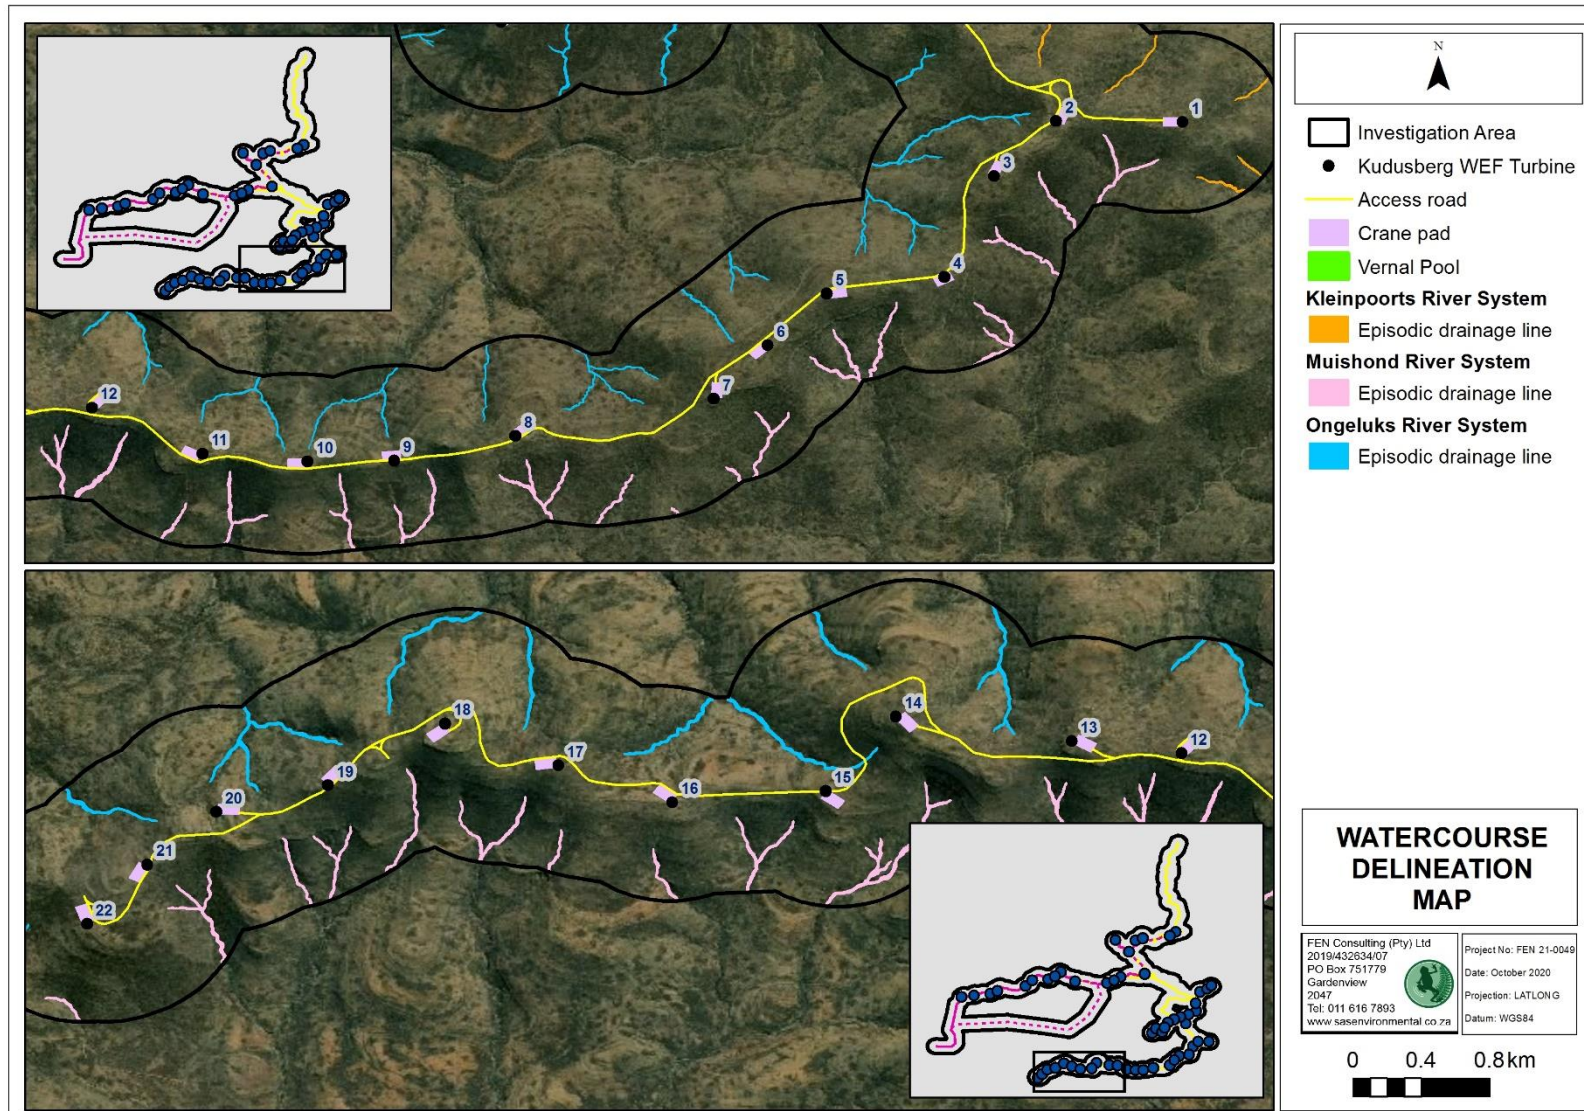 2
1
3
4
5
6
7
8
9
10
11
12
N
Investigation Area
Kudusberg WEF Turbine
Access road
Crane pad
Vernal Pool
Kleinpoorts River System
Episodic drainage line
Muishond River System
Episodic drainage line
Ongeluks River System
Episodic drainage line
18
14
13
12
17
16
15
19
20
21
22
WATERCOURSE
DELINEATION
MAP
FEN Consulting (Pty) Ltd
2019/432634/07
PO Box 751779
Gardenview
2047
Tel: 011 616 7893
www.sasenvironmental.co.za
Project No: FEN 21-0049
Date: October 2020
Projection: LATLONG
Datum: WGS84
0 0.4 0.8 km